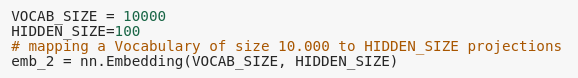 VOCAB_SIZE = 10000
HIDDEN_SIZE=100
# mapping a Vocabulary of size 10.000 to HIDDEN_SIZE projections
emb_2 = nn.Embedding(VOCAB_SIZE, HIDDEN_SIZE)